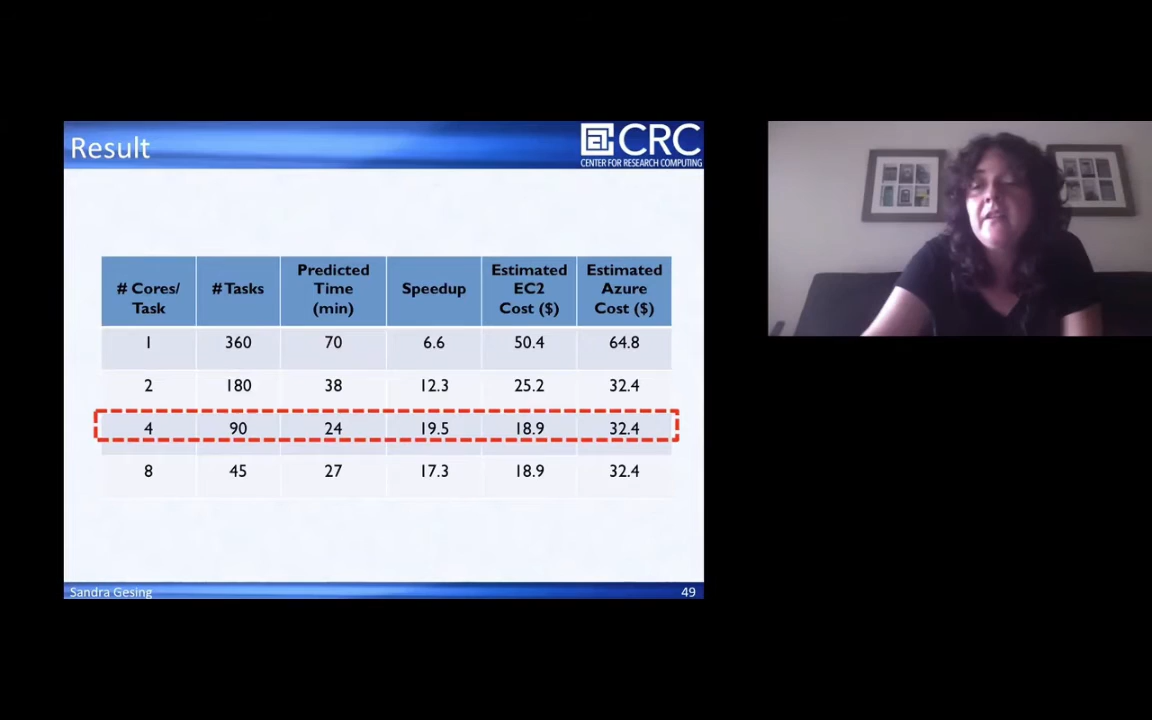 Result
CRC
CENTER FOR RESEARCH COMPUTING
# Cores/ Task # Tasks Predicted Time (min) Speedup Estimated EC2 Cost ($) Estimated Azure Cost ($)
1 360 70 6.6 50.4 64.8
2 180 38 12.3 25.2 32.4
4 90 24 19.5 18.9 32.4
8 45 27 17.3 18.9 32.4
Sandra Gesing 49